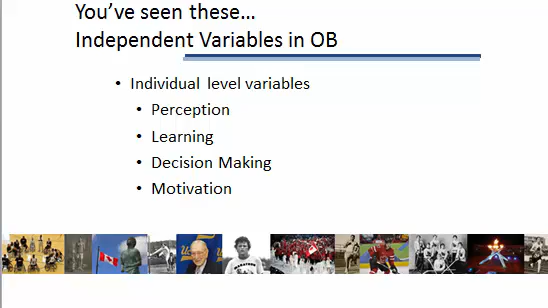 You've seen these…
Independent Variables in OB
• Individual level variables
• Perception
• Learning
• Decision Making
• Motivation